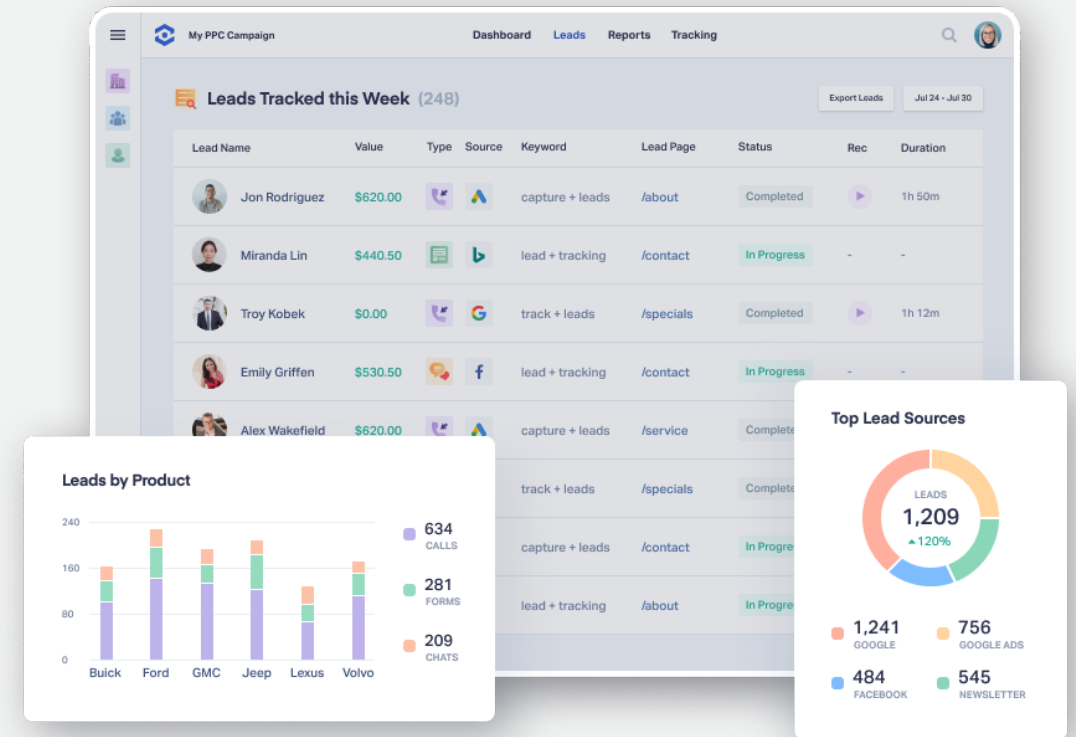 My PPC Campaign
Dashboard Leads Reports Tracking
Leads Tracked this Week (248)
Export Leads Jul 24 - Jul 30
Lead Name Value Type Source Keyword Lead Page Status Rec Duration
Jon Rodriguez $620.00 capture + leads /about Completed 1h 50m
Miranda Lin $440.50 lead + tracking /contact In Progress - -
Troy Kobek $0.00 track + leads /specials Completed 1h 12m
Emily Griffen $530.50 lead + tracking /contact In Progress - -
Alex Wakefield $620.00 capture + leads /service Complete
track + leads /specials Complete
capture + leads /contact In Progre
lead + tracking /about In Progre
Leads by Product
240
160
80
0
Buick Ford GMC Jeep Lexus Volvo
634
CALLS
281
FORMS
209
CHATS
Top Lead Sources
LEADS
1,209
120%
1,241 756
GOOGLE GOOGLE ADS
484 545
FACEBOOK NEWSLETTER